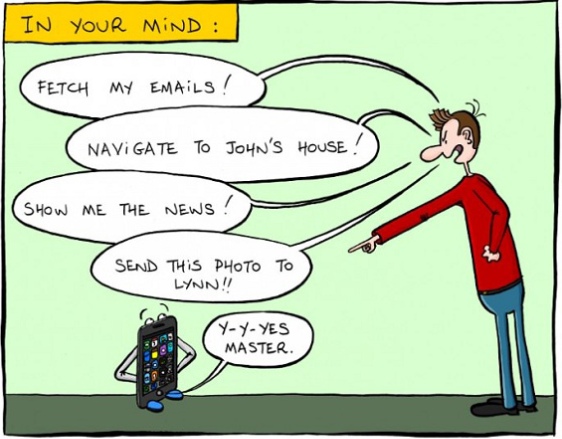 IN YOUR MIND:
FETCH MY EMAILS!
NAVIGATE TO JOHN'S HOUSE!
SHOW ME THE NEWS!
SEND THIS PHOTO TO
LYNN!!
Y-Y-YES
MASTER.